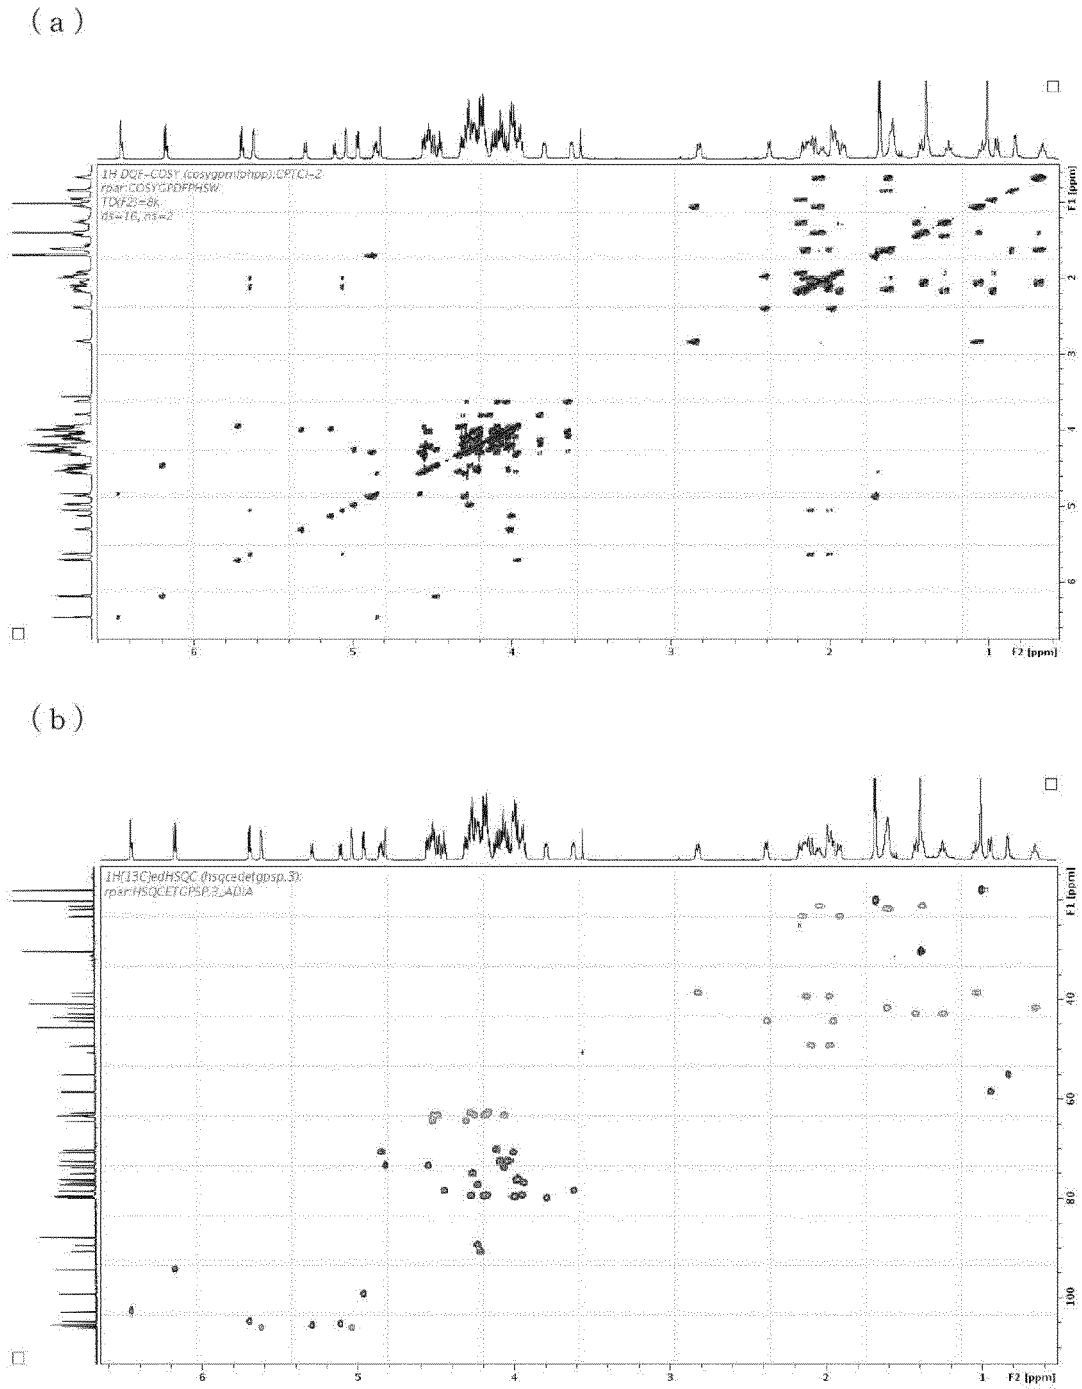 (a)
1H DQF-COSY (cosygpmfphpp):CPTCI-2
rpar:COSYGPDFPHSW
TD(F2)=8k
ds=16, ns=2
F1 [ppm]
1
2
3
4
5
6
6
5
4
3
2
1
F2 [ppm]
(b)
1H{13C}edHSQC (hsqcedetgpsp.3):
rpar:HSQCETGPSP.3_ADIA
F1 [ppm]
40
60
80
100
6
5
4
3
2
1
F2 [ppm]